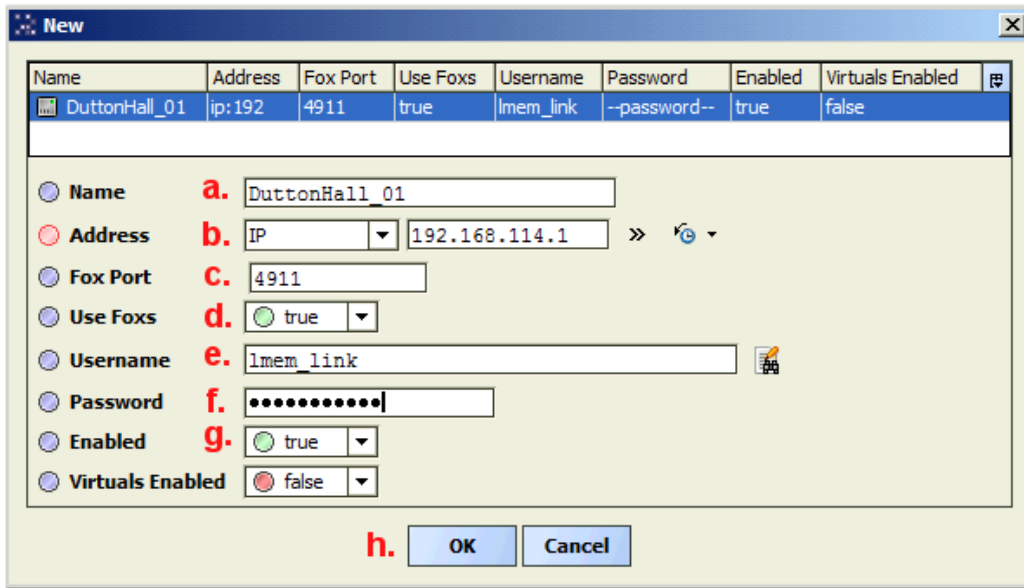 New
Name Address Fox Port Use Foxs Username Password Enabled Virtuals Enabled
DuttonHall_01 ip:192 4911 true lmem_link --password-- true false
Name a. DuttonHall_01
Address b. IP 192.168.114.1 »
Fox Port c. 4911
Use Foxs d. true
Username e. lmem_link
Password f. •••••••••••
Enabled g. true
Virtuals Enabled false
h. OK Cancel